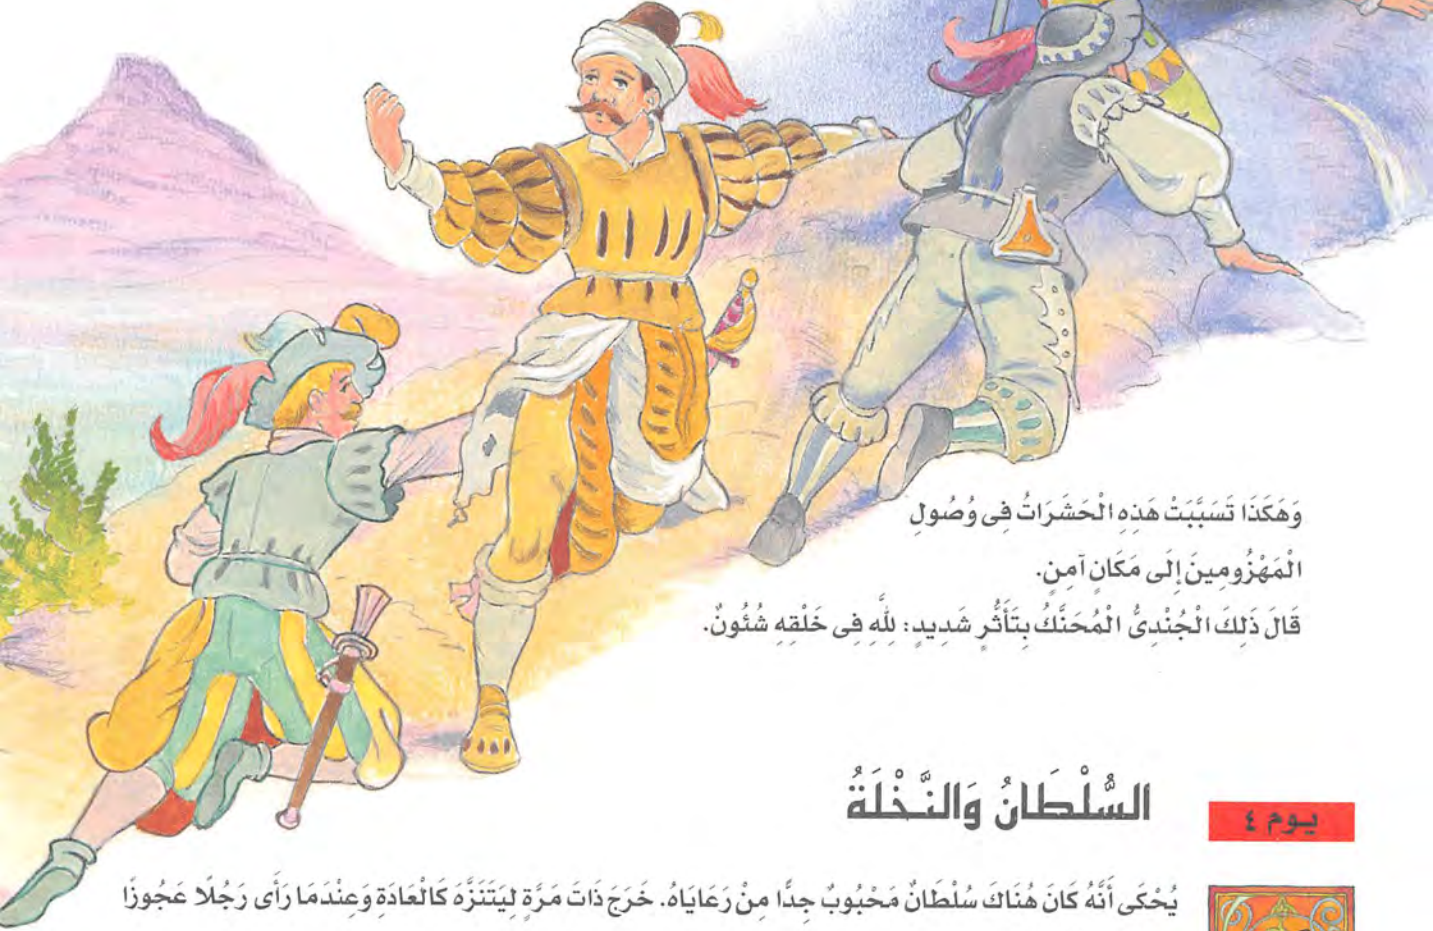 وَهَكَذَا تَسَبَّبَتْ هَذِهِ الْحَشَرَاتُ فِى وُصُولِ
الْمَهْزُومِينَ إِلَى مَكَانٍ آمِنٍ.
قَالَ ذَلِكَ الْجُنْدِىُّ الْمُحَنَّكُ بِتَأَثُّرٍ شَدِيدٍ: لِلَّهِ فِى خَلْقِهِ شُئُونٌ.
السُّلْطَانُ وَالنَّخْلَةُ
يوم ٤
يُحْكَى أَنَّهُ كَانَ هُنَاكَ سُلْطَانٌ مَحْبُوبٌ جِدًّا مِنْ رَعَايَاهُ. خَرَجَ ذَاتَ مَرَّةٍ لِيَتَنَزَّهَ كَالْعَادَةِ وَعِنْدَمَا رَأَى رَجُلًا عَجُوزًا